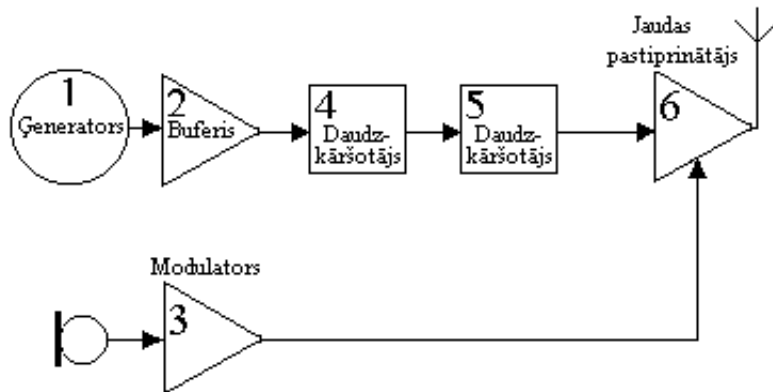 Jaudas
pastiprinātājs
1
Ģenerators
2
Buferis
4
Daudz-
kāršotājs
5
Daudz-
kāršotājs
6
Modulators
3